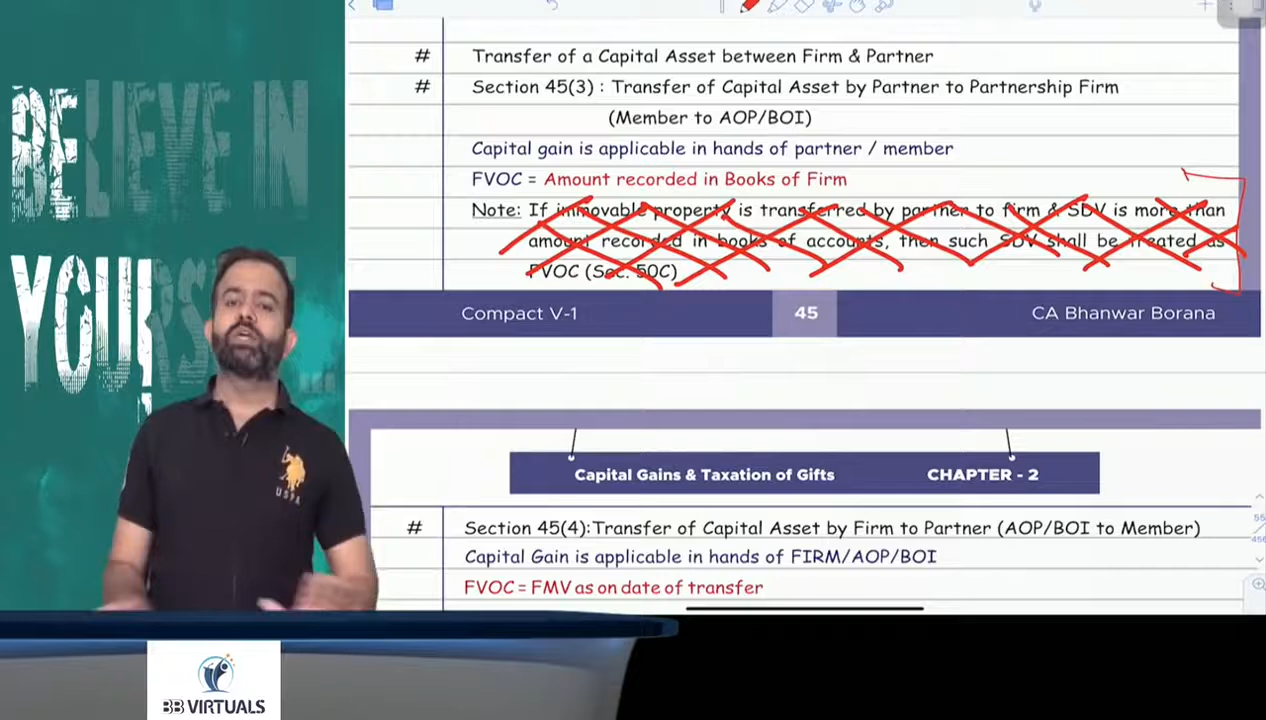 BELIEVE IN
YOURS
# Transfer of a Capital Asset between Firm & Partner
# Section 45(3) : Transfer of Capital Asset by Partner to Partnership Firm
(Member to AOP/BOI)
Capital gain is applicable in hands of partner / member
FVOC = Amount recorded in Books of Firm
Note: If immovable property is transferred by partner to firm & SDV is more than
amount recorded in books of accounts, then such SDV shall be treated as
FVOC (Sec. 50C)
Compact V-1 45 CA Bhanwar Borana
Capital Gains & Taxation of Gifts CHAPTER - 2
# Section 45(4):Transfer of Capital Asset by Firm to Partner (AOP/BOI to Member)
Capital Gain is applicable in hands of FIRM/AOP/BOI
FVOC = FMV as on date of transfer
USPA
BB VIRTUALS